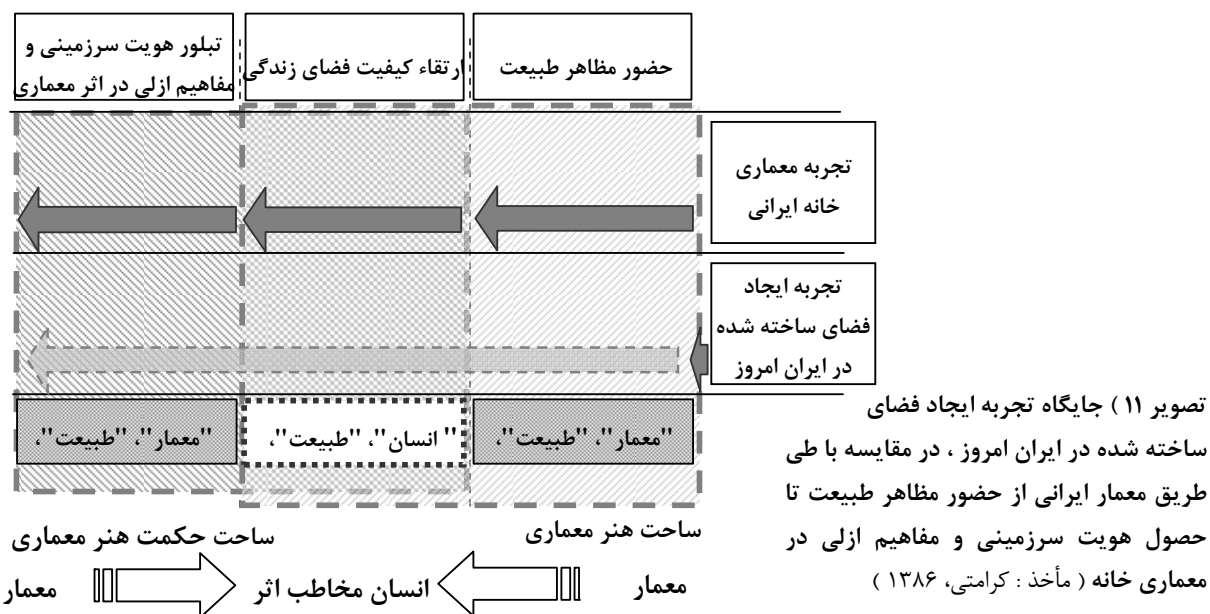 حضور مظاهر طبیعت
ارتقاء کیفیت فضای زندگی
تبلور هویت سرزمینی و
مفاهیم ازلی در اثر معماری
تجربه معماری
خانه ایرانی
تجربه ایجاد
فضای ساخته شده
در ایران امروز
"معمار"، "طبیعت"،
" انسان"، "طبیعت"،
"معمار"، "طبیعت"،
ساحت هنر معماری
ساحت حکمت هنر معماری
معمار
انسان مخاطب اثر
معمار
تصویر ۱۱ ) جایگاه تجربه ایجاد فضای
ساخته شده در ایران امروز ، در مقایسه با طی
طریق معمار ایرانی از حضور مظاهر طبیعت تا
حصول هویت سرزمینی و مفاهیم ازلی در
معماری خانه ( مأخذ : کرامتی، ۱۳۸۶ )